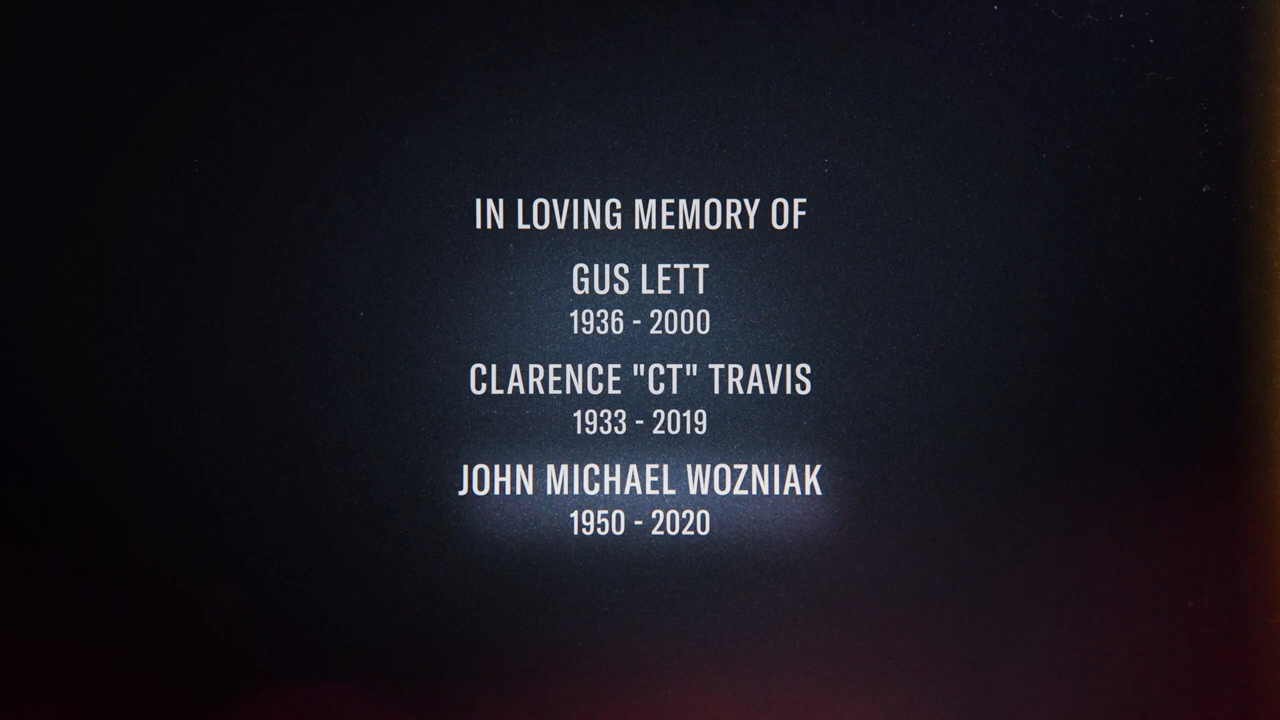 IN LOVING MEMORY OF
GUS LETT
1936 - 2000
CLARENCE "CT" TRAVIS
1933 - 2019
JOHN MICHAEL WOZNIAK
1950 - 2020